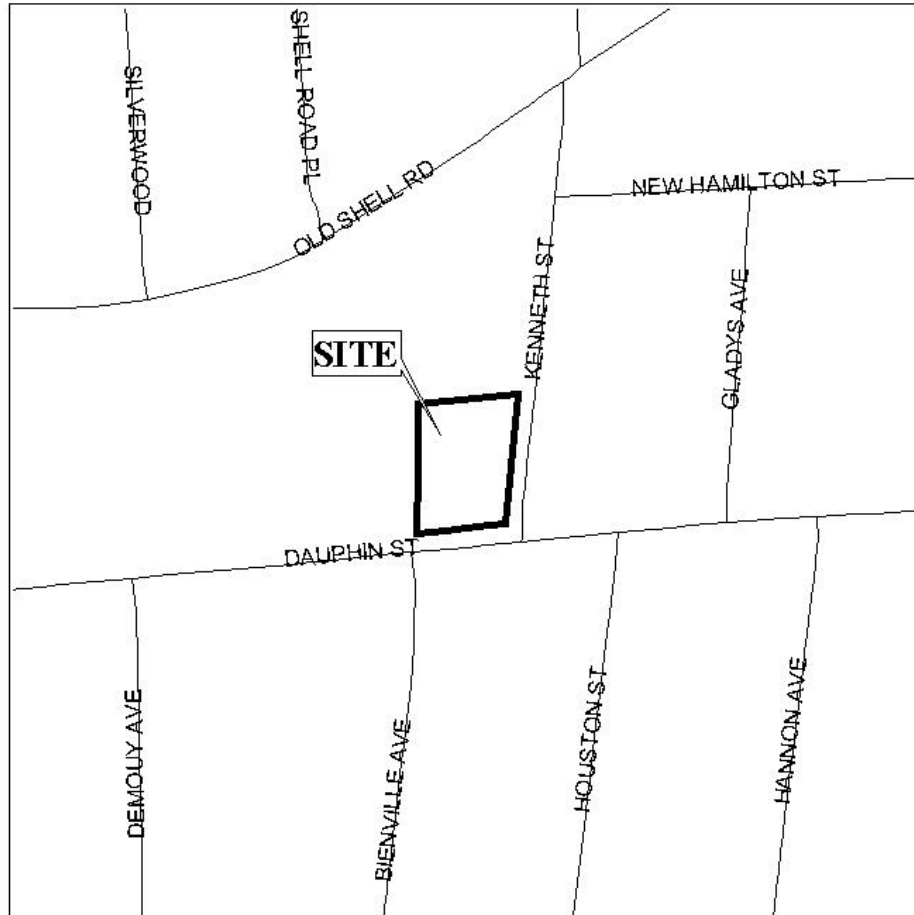 SILVERWOOD
SHELL ROAD PL
OLD SHELL RD
NEW HAMILTON ST
KENNETH ST
GLADYS AVE
SITE
DAUPHIN ST
DEMOUY AVE
BIENVILLE AVE
HOUSTON ST
HANNON AVE